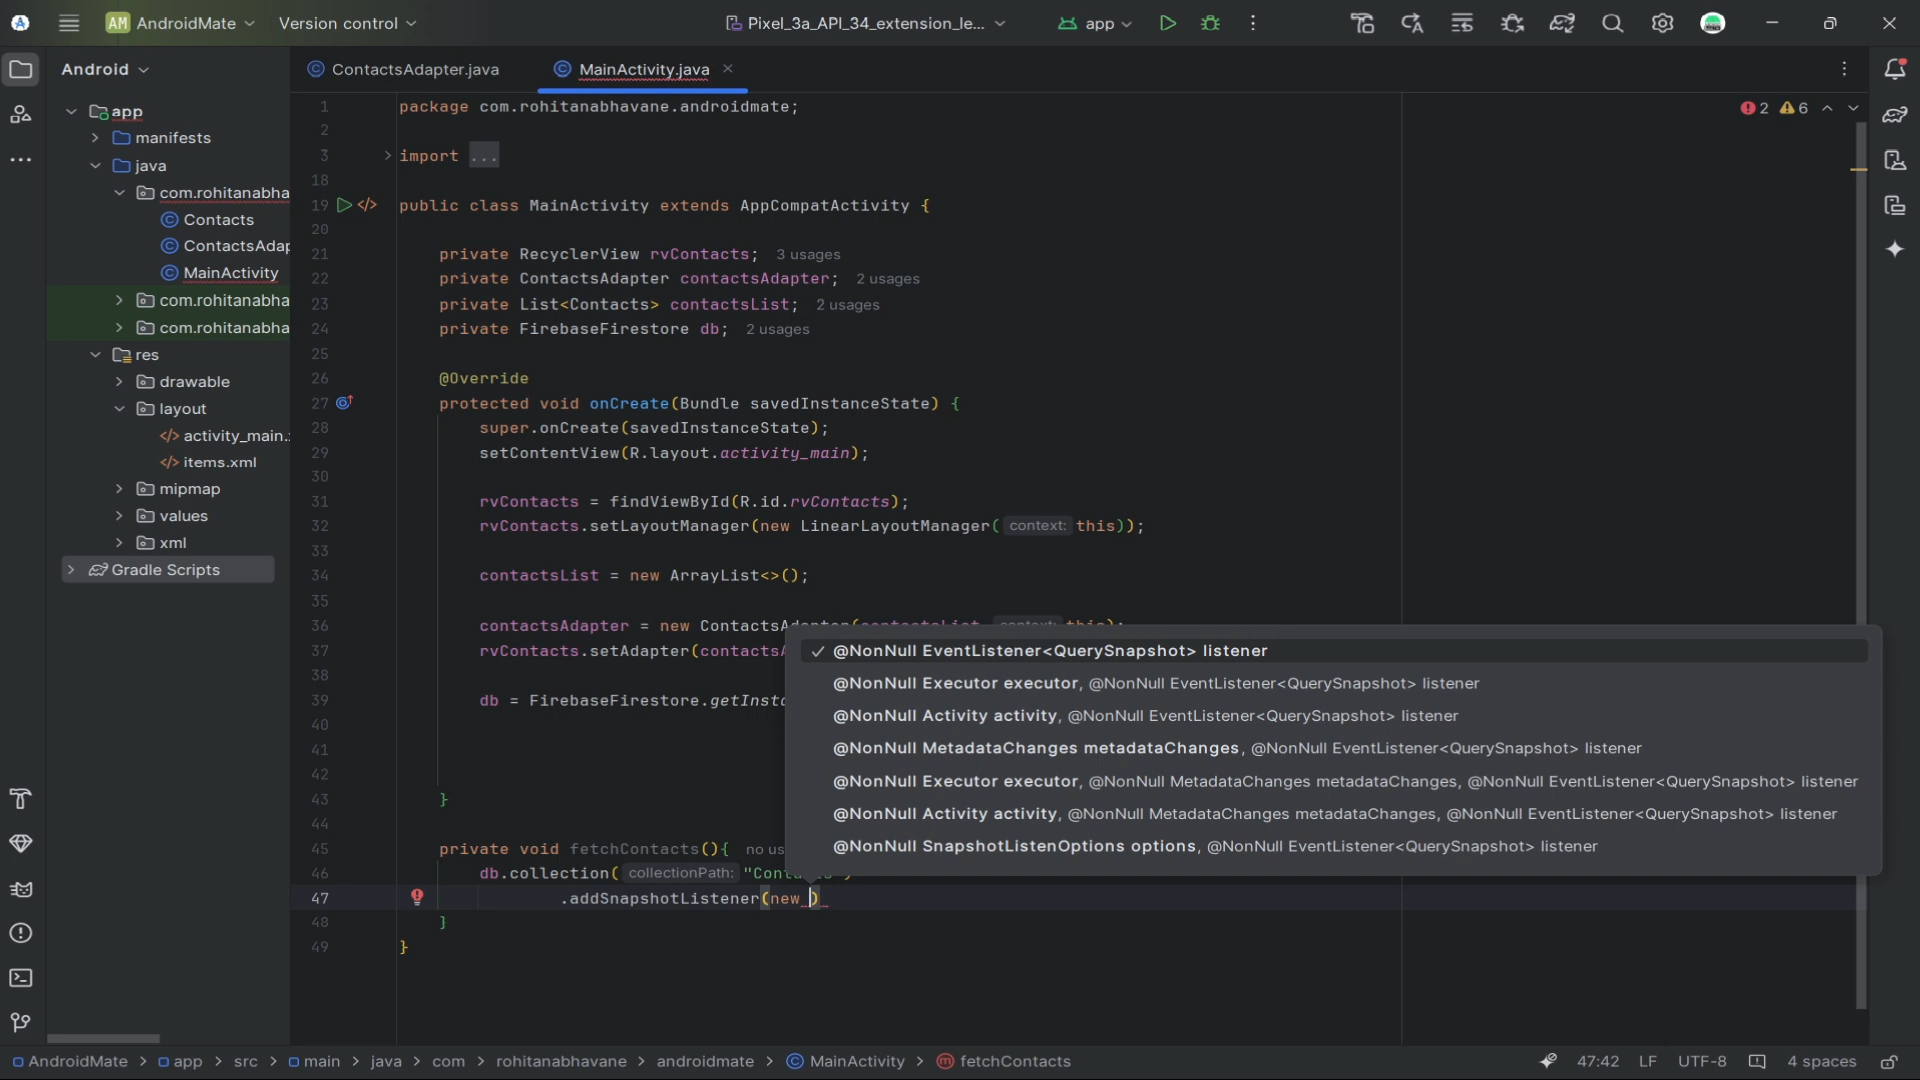 AM AndroidMate
Version control
Pixel_3a_API_34_extension_le...
app
Android
ContactsAdapter.java
MainActivity.java
app
manifests
java
com.rohitanabha
Contacts
ContactsAdap
MainActivity
com.rohitanabha
com.rohitanabha
res
drawable
layout
activity_main.
items.xml
mipmap
values
xml
Gradle Scripts
2 6
1 package com.rohitanabhavane.androidmate;
2
3 import ...
18
19 public class MainActivity extends AppCompatActivity {
20
21 private RecyclerView rvContacts; 3 usages
22 private ContactsAdapter contactsAdapter; 2 usages
23 private List<Contacts> contactsList; 2 usages
24 private FirebaseFirestore db; 2 usages
25
26 @Override
27 protected void onCreate(Bundle savedInstanceState) {
28 super.onCreate(savedInstanceState);
29 setContentView(R.layout.activity_main);
30
31 rvContacts = findViewById(R.id.rvContacts);
32 rvContacts.setLayoutManager(new LinearLayoutManager( context: this));
33
34 contactsList = new ArrayList<>();
35
36 contactsAdapter = new ContactsAdapter(contactsList, context: this);
37 rvContacts.setAdapter(contactsA
38
39 db = FirebaseFirestore.getInsta
40
41
42
43 }
44
45 private void fetchContacts(){ no us
46 db.collection( collectionPath: "Contacts")
47 .addSnapshotListener(new )
48 }
49 }
@NonNull EventListener<QuerySnapshot> listener
@NonNull Executor executor, @NonNull EventListener<QuerySnapshot> listener
@NonNull Activity activity, @NonNull EventListener<QuerySnapshot> listener
@NonNull MetadataChanges metadataChanges, @NonNull EventListener<QuerySnapshot> listener
@NonNull Executor executor, @NonNull MetadataChanges metadataChanges, @NonNull EventListener<QuerySnapshot> listener
@NonNull Activity activity, @NonNull MetadataChanges metadataChanges, @NonNull EventListener<QuerySnapshot> listener
@NonNull SnapshotListenOptions options, @NonNull EventListener<QuerySnapshot> listener
AndroidMate > app > src > main > java > com > rohitanabhavane > androidmate > MainActivity > fetchContacts
47:42 LF UTF-8 4 spaces